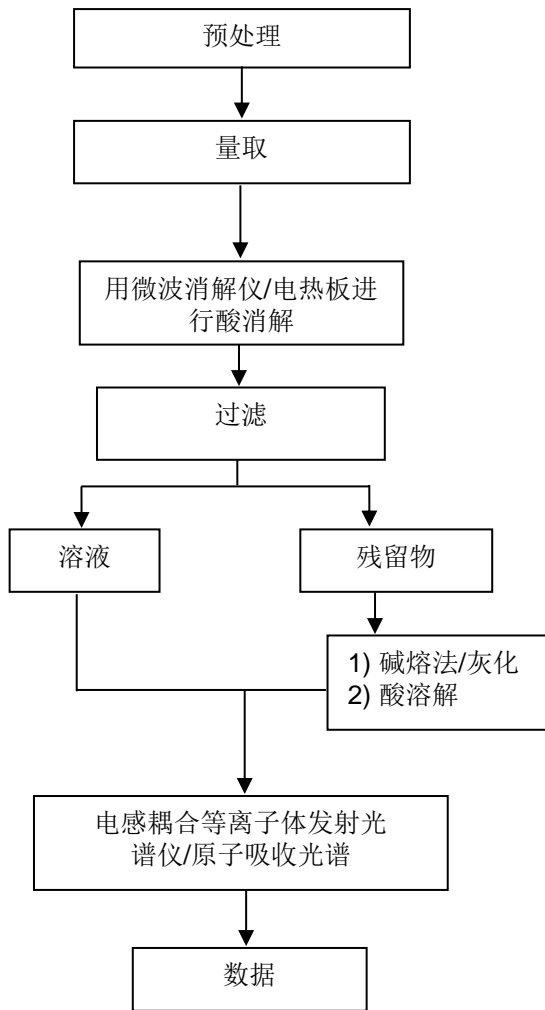 预处理
量取
用微波消解仪/电热板进
行酸消解
过滤
溶液
残留物
1) 碱熔法/灰化
2) 酸溶解
电感耦合等离子体发射光
谱仪/原子吸收光谱
数据